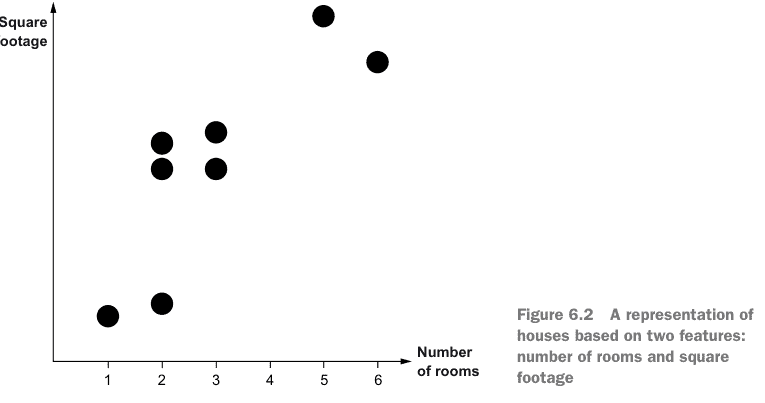 Square
ootage
Number
of rooms
1 2 3 4 5 6
Figure 6.2 A representation of
houses based on two features:
number of rooms and square
footage